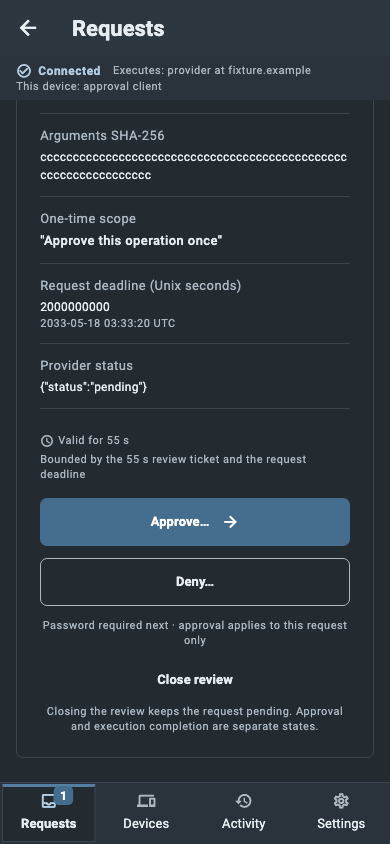 Requests
Connected Executes: provider at fixture.example
This device: approval client
Arguments SHA-256
ccccccccccccccccccccccccccccccccccccccccccccccc
ccccccccccccccccc
One-time scope
"Approve this operation once"
Request deadline (Unix seconds)
2000000000
2033-05-18 03:33:20 UTC
Provider status
{"status":"pending"}
Valid for 55 s
Bounded by the 55 s review ticket and the request
deadline
Approve...
Deny...
Password required next · approval applies to this request
only
Close review
Closing the review keeps the request pending. Approval
and execution completion are separate states.
1
Requests Devices Activity Settings